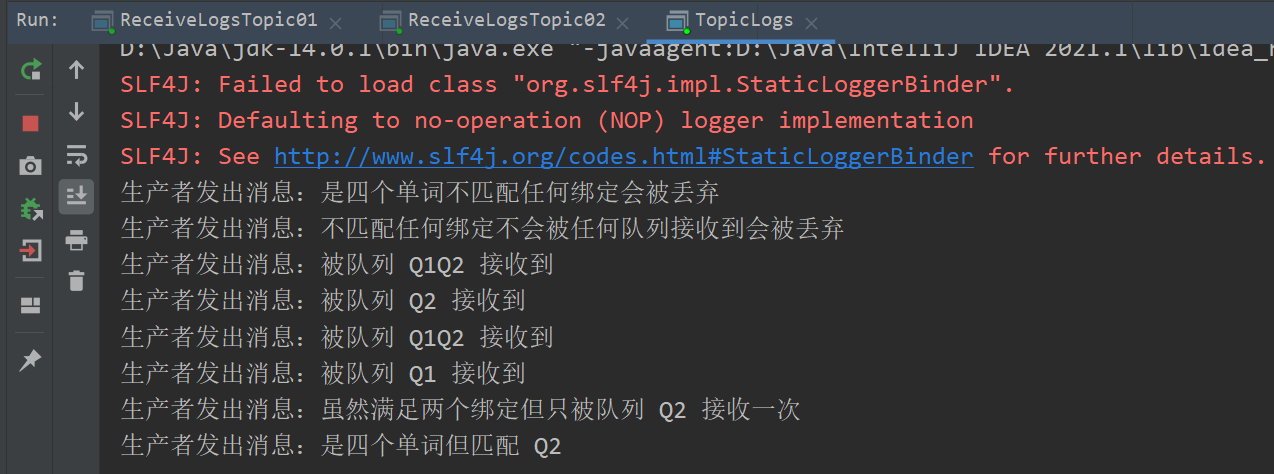 Run: ReceiveLogsTopic01 ReceiveLogsTopic02 TopicLogs
D:\Java\jdk-14.0.1\bin\java.exe "-javaagent:D:\Java\IntelliJ IDEA 2021.1\lib\idea_
SLF4J: Failed to load class "org.slf4j.impl.StaticLoggerBinder".
SLF4J: Defaulting to no-operation (NOP) logger implementation
SLF4J: See http://www.slf4j.org/codes.html#StaticLoggerBinder for further details.
生产者发出消息：是四个单词不匹配任何绑定会被丢弃
生产者发出消息：不匹配任何绑定不会被任何队列接收到会被丢弃
生产者发出消息：被队列 Q1Q2 接收到
生产者发出消息：被队列 Q2 接收到
生产者发出消息：被队列 Q1Q2 接收到
生产者发出消息：被队列 Q1 接收到
生产者发出消息：虽然满足两个绑定但只被队列 Q2 接收一次
生产者发出消息：是四个单词但匹配 Q2